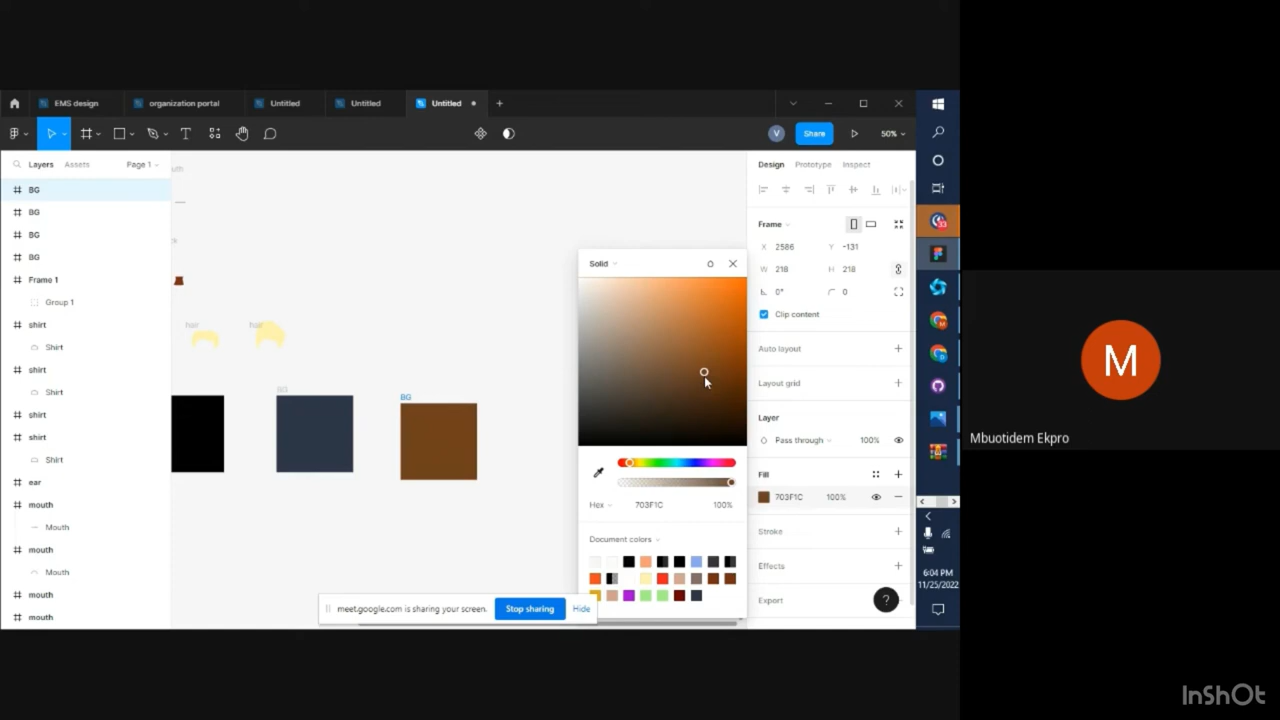 EMS design
organization portal
Untitled
Untitled
Untitled
Share
50%
V
Layers
Assets
Page 1
BG
BG
BG
BG
Frame 1
Group 1
shirt
Shirt
shirt
Shirt
shirt
shirt
Shirt
ear
mouth
Mouth
mouth
Mouth
mouth
mouth
hair
hair
BG
BG
Solid
Hex
703F1C
100%
Document colors
Design
Prototype
Inspect
Frame
X 2586
Y -131
W 218
H 218
0°
0
Clip content
Auto layout
Layout grid
Layer
Pass through
100%
Fill
703F1C
100%
Stroke
Effects
Export
?
meet.google.com is sharing your screen.
Stop sharing
Hide
6:04 PM
11/25/2022
M
Mbuotidem Ekpro
InShOt